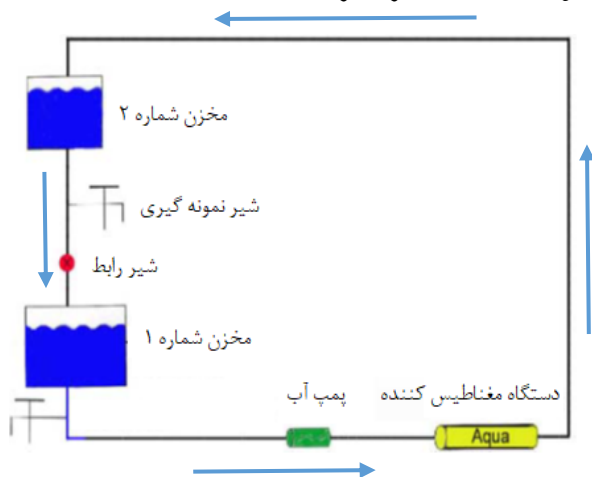 مخزن شماره ۲
شیر نمونه گیری
شیر رابط
مخزن شماره ۱
پمپ آب
دستگاه مغناطیس کننده
Aqua